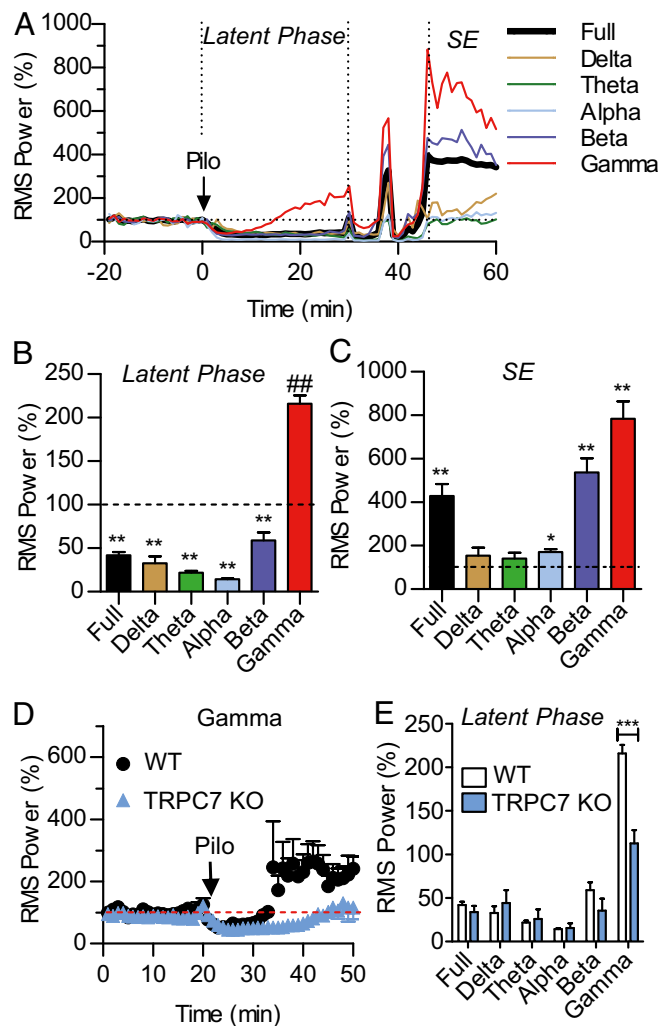 A
Latent Phase
SE
RMS Power (%)
1000
800
600
400
200
100
0
Pilo
-20
0
20
40
60
Time (min)
Full
Delta
Theta
Alpha
Beta
Gamma
B
Latent Phase
RMS Power (%)
250
200
150
100
50
0
**
**
**
**
**
##
Full
Delta
Theta
Alpha
Beta
Gamma
C
SE
RMS Power (%)
1000
800
600
400
200
100
0
**
*
**
**
Full
Delta
Theta
Alpha
Beta
Gamma
D
Gamma
RMS Power (%)
600
400
200
100
0
WT
TRPC7 KO
Pilo
0
10
20
30
40
50
Time (min)
E
Latent Phase
RMS Power (%)
250
200
150
100
50
0
WT
TRPC7 KO
***
Full
Delta
Theta
Alpha
Beta
Gamma